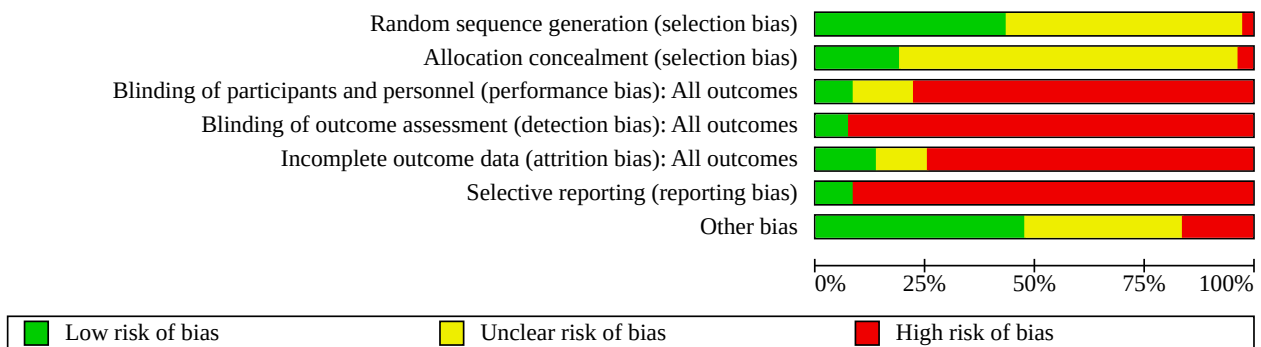 Random sequence generation (selection bias)
Allocation concealment (selection bias)
Blinding of participants and personnel (performance bias): All outcomes
Blinding of outcome assessment (detection bias): All outcomes
Incomplete outcome data (attrition bias): All outcomes
Selective reporting (reporting bias)
Other bias
0% 25% 50% 75% 100%
Low risk of bias Unclear risk of bias High risk of bias